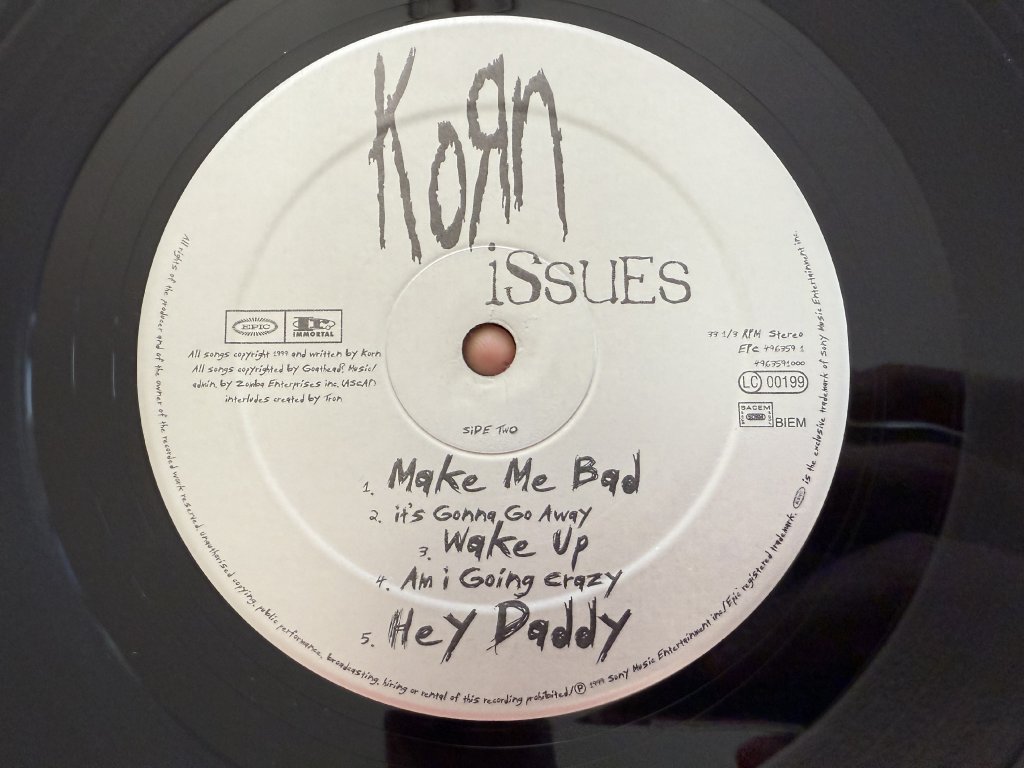 KoЯn
issues
EPIC
IMMORTAL
All songs copyright 1999 and written by Korn
All songs copyrighted by Goathead Music/
admin. by Zomba Enterprises inc. ASCAP
interludes created by Tron
33 1/3 RPM Stereo
EPC 496359 1
4963591000
LC 00199
SACEM
BIEM
SiDE TWO
1. Make Me Bad
2. it's Gonna Go Away
3. Wake Up
4. Am i Going crazy
5. Hey Daddy
All rights of the producer and of the owner of the recorded work reserved. unauthorised copying, public performance, broadcasting, hiring or rental of this recording prohibited/ Ⓟ 1999 Sony Music Entertainment inc/Epic registered trademark. EPIC is the exclusive trademark of Sony Music Entertainment inc.